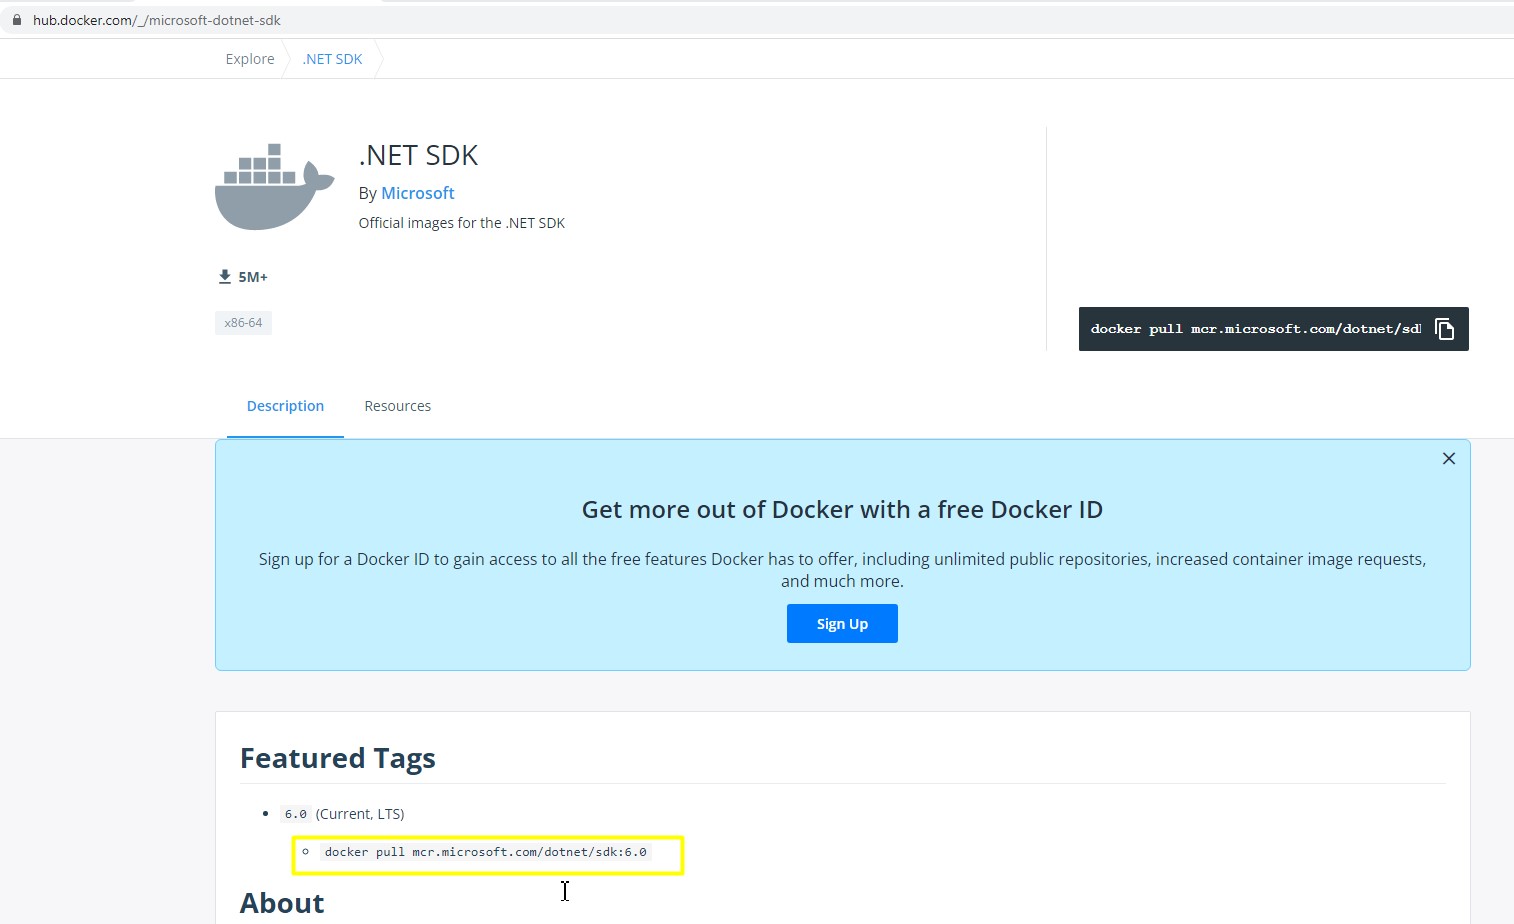 hub.docker.com/_/microsoft-dotnet-sdk
Explore
.NET SDK
.NET SDK
By Microsoft
Official images for the .NET SDK
5M+
x86-64
docker pull mcr.microsoft.com/dotnet/sd
Description
Resources
Get more out of Docker with a free Docker ID
Sign up for a Docker ID to gain access to all the free features Docker has to offer, including unlimited public repositories, increased container image requests,
and much more.
Sign Up
Featured Tags
6.0 (Current, LTS)
docker pull mcr.microsoft.com/dotnet/sdk:6.0
About